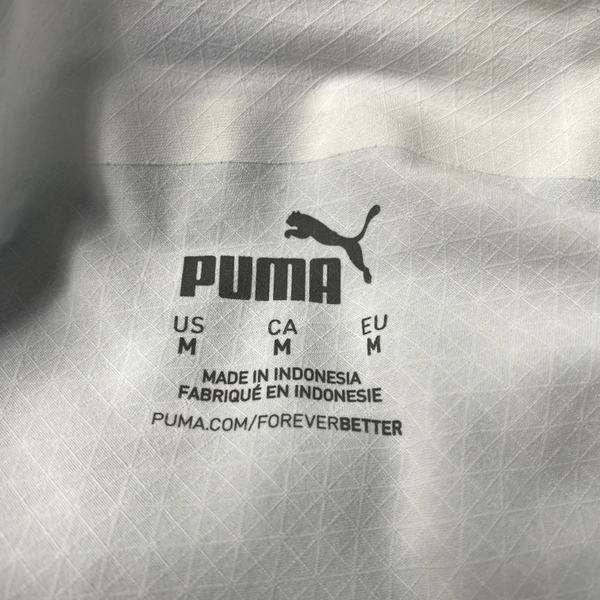 PUMA
US CA EU
M M M
MADE IN INDONESIA
FABRIQUÉ EN INDONESIE
PUMA.COM/FOREVERBETTER